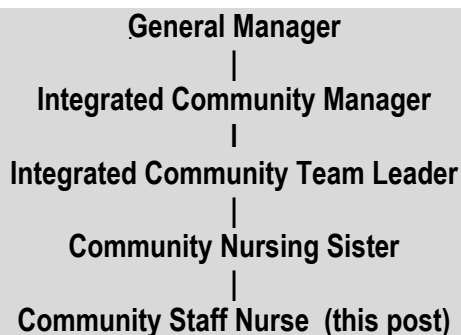 General Manager
|
Integrated Community Manager
I
Integrated Community Team Leader
|
Community Nursing Sister
|
Community Staff Nurse (this post)